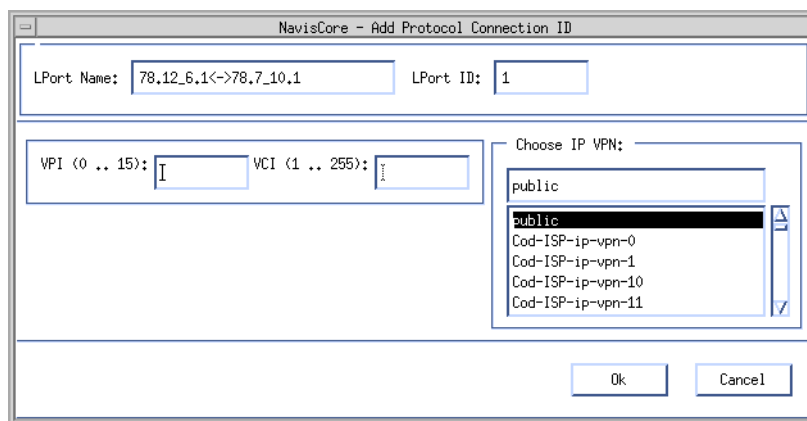 NavisCore - Add Protocol Connection ID
LPort Name: 78.12_6.1<->78.7_10.1 LPort ID: 1
VPI (0 .. 15): VCI (1 .. 255):
Choose IP VPN:
public
public
Cod-ISP-ip-vpn-0
Cod-ISP-ip-vpn-1
Cod-ISP-ip-vpn-10
Cod-ISP-ip-vpn-11
Ok Cancel